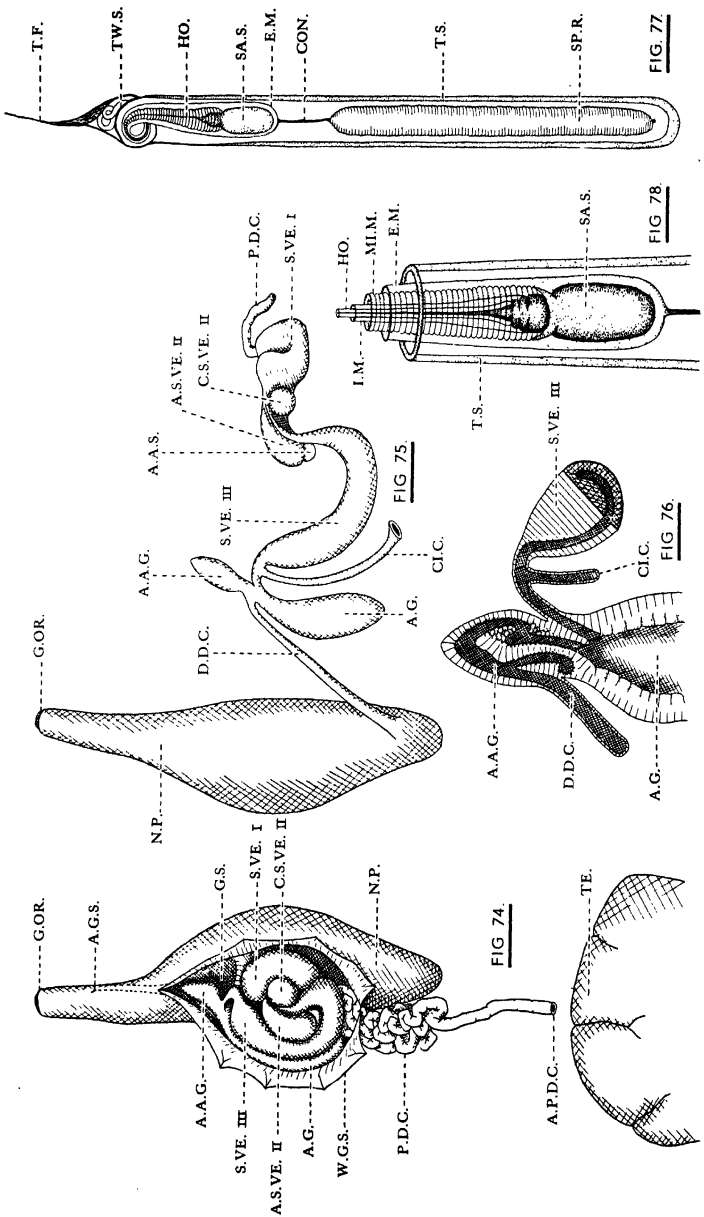 G.OR.
A.G.S.
A.A.G.
G.S.
S.VE. III
S.VE. I
A.S.VE. II
C.S.VE. II
A.G.
W.G.S.
N.P.
P.D.C.
A.P.D.C.
TE.
FIG 74.
G.OR.
N.P.
D.D.C.
A.A.G.
S.VE. III
A.A.S.
A.S.VE. II
C.S.VE. II
P.D.C.
S.VE. I
A.G.
CI.C.
FIG 75.
A.A.G.
D.D.C.
A.G.
S.VE. III
CI.C.
FIG 76.
T.F.
TW.S.
HO.
SA.S.
E.M.
CON.
T.S.
SP.R.
FIG 77.
HO.
MI.M.
E.M.
I.M.
T.S.
SA.S.
FIG 78.